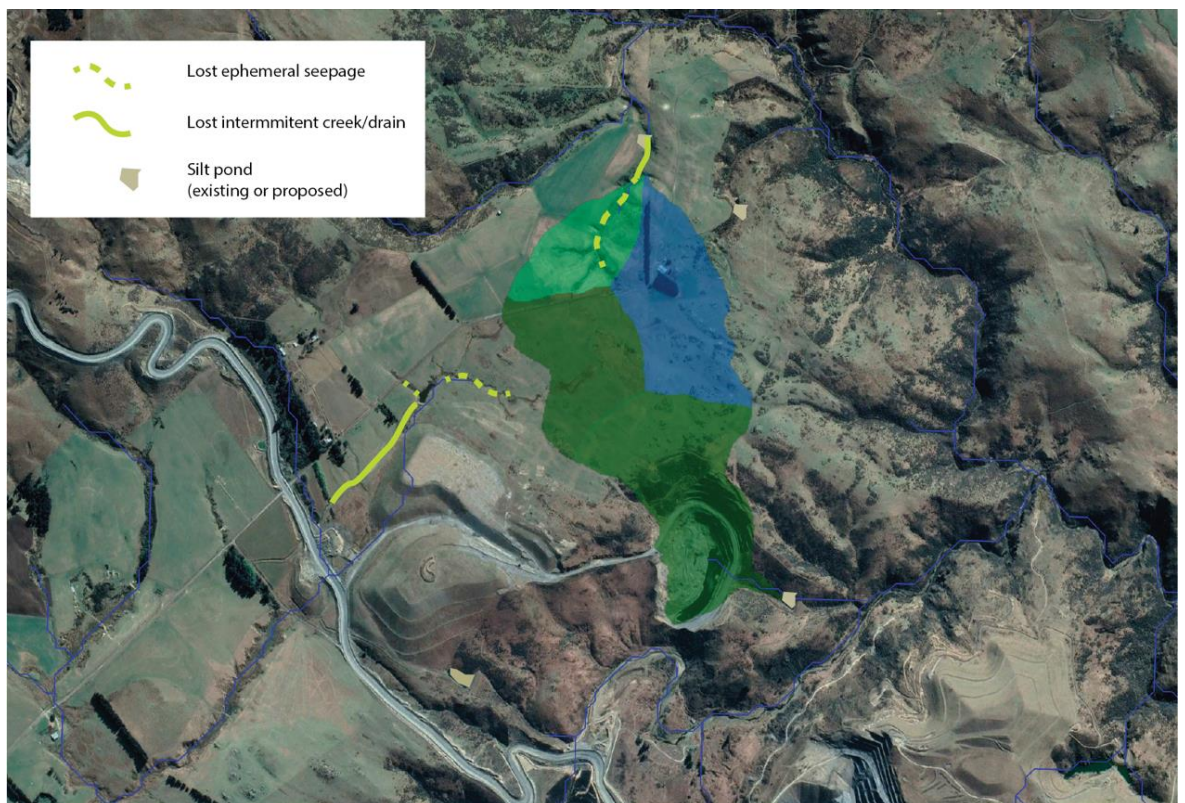 Lost ephemeral seepage
Lost intermmitent creek/drain
Silt pond
(existing or proposed)